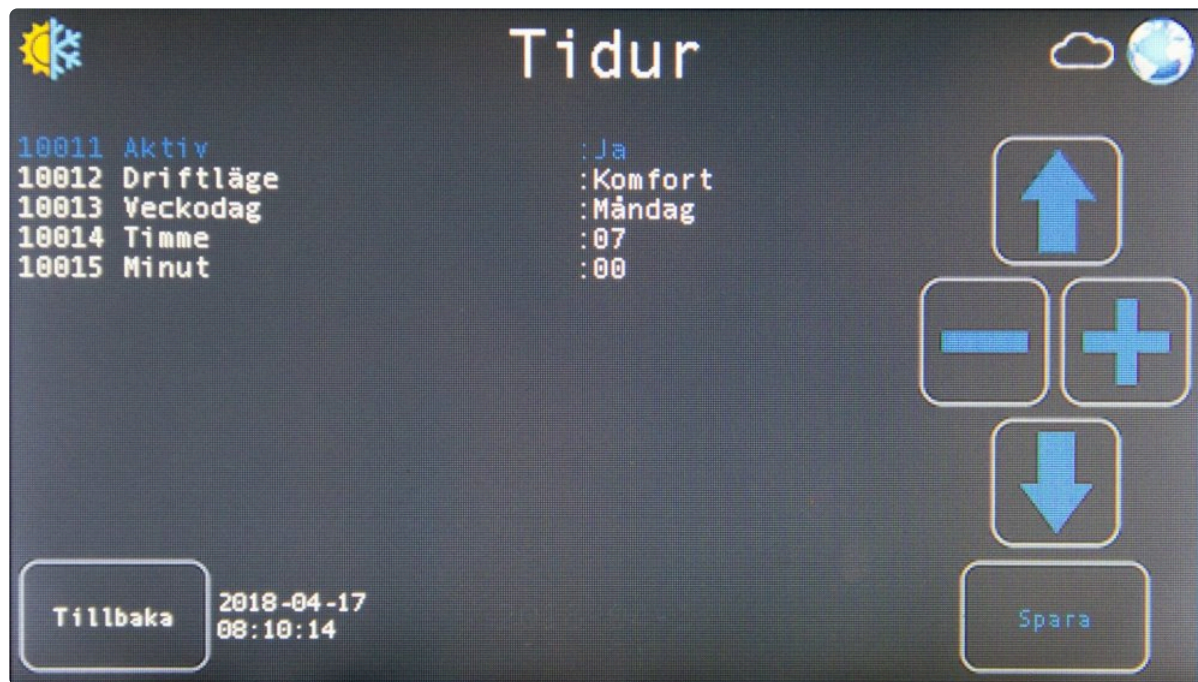 Tidur
10011 Aktiv :Ja
10012 Driftläge :Komfort
10013 Veckodag :Måndag
10014 Timme :07
10015 Minut :00
Tillbaka
2018-04-17
08:10:14
Spara